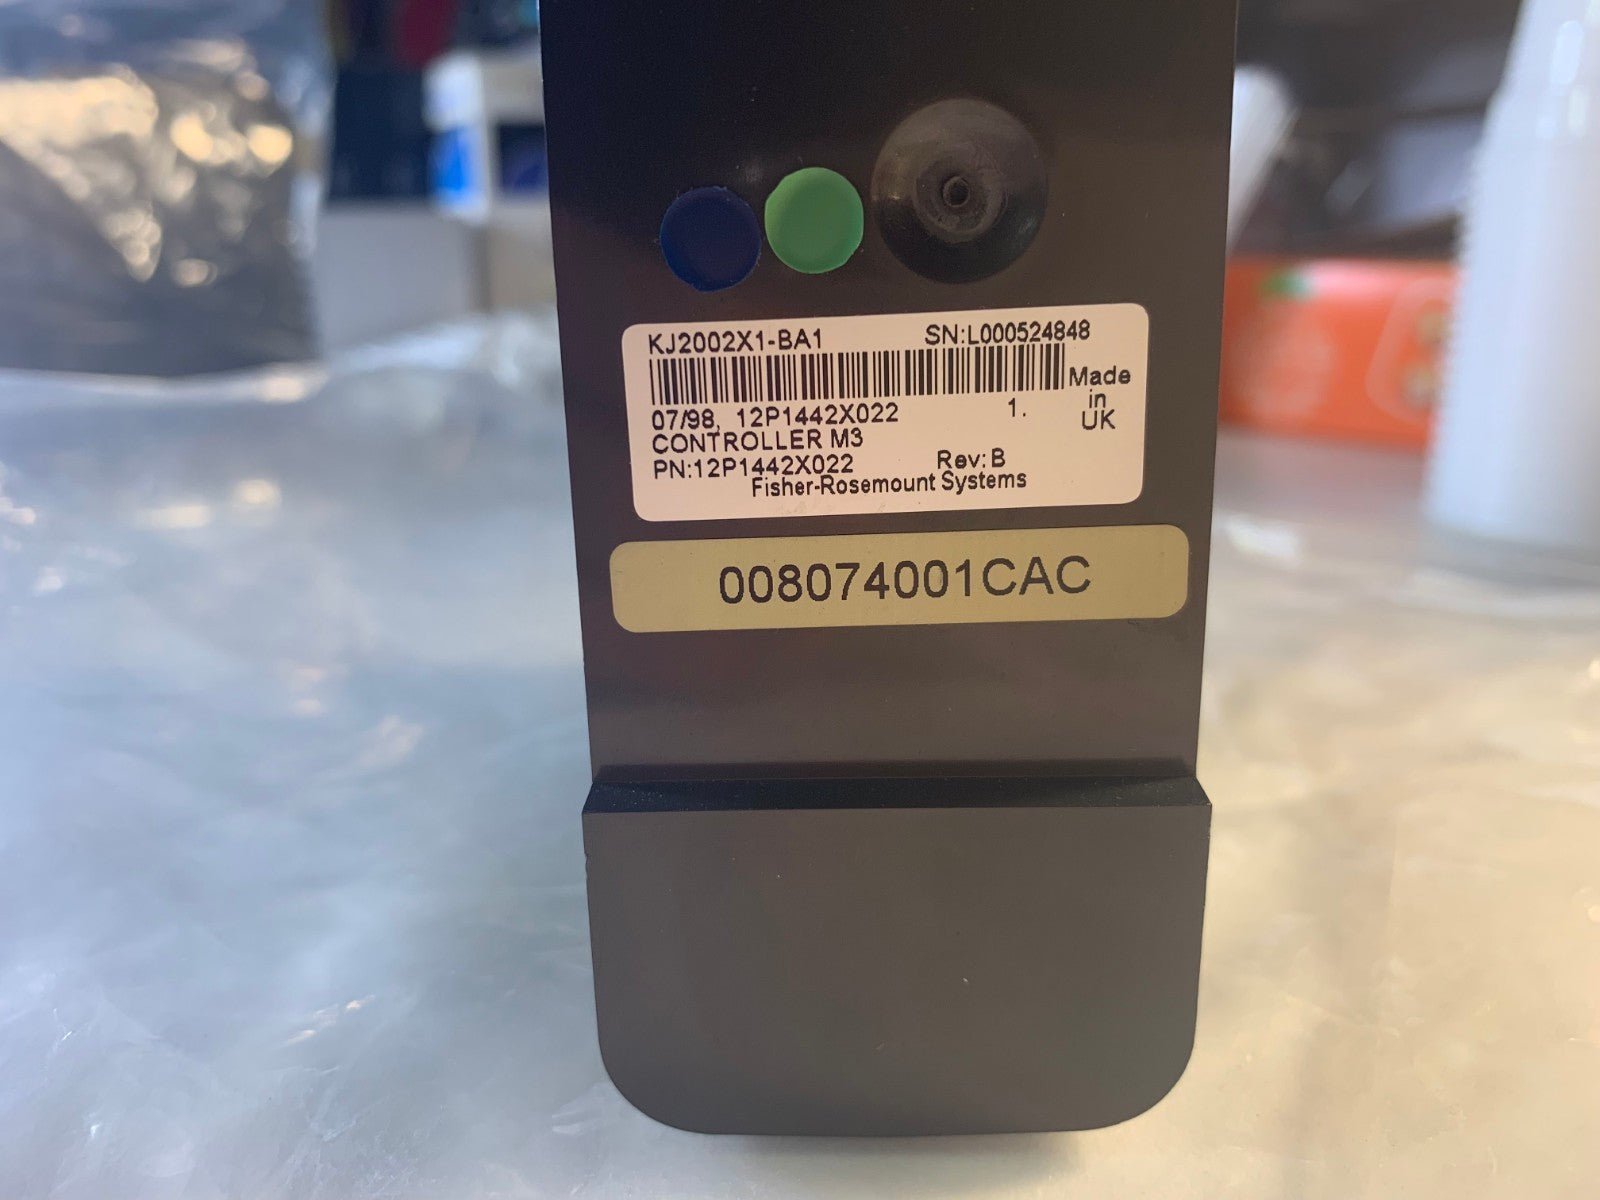 KJ2002X1-BA1 SN:L000524848
Made
in
UK
07/98, 12P1442X022 1.
CONTROLLER M3
PN:12P1442X022 Rev:B
Fisher-Rosemount Systems
008074001CAC